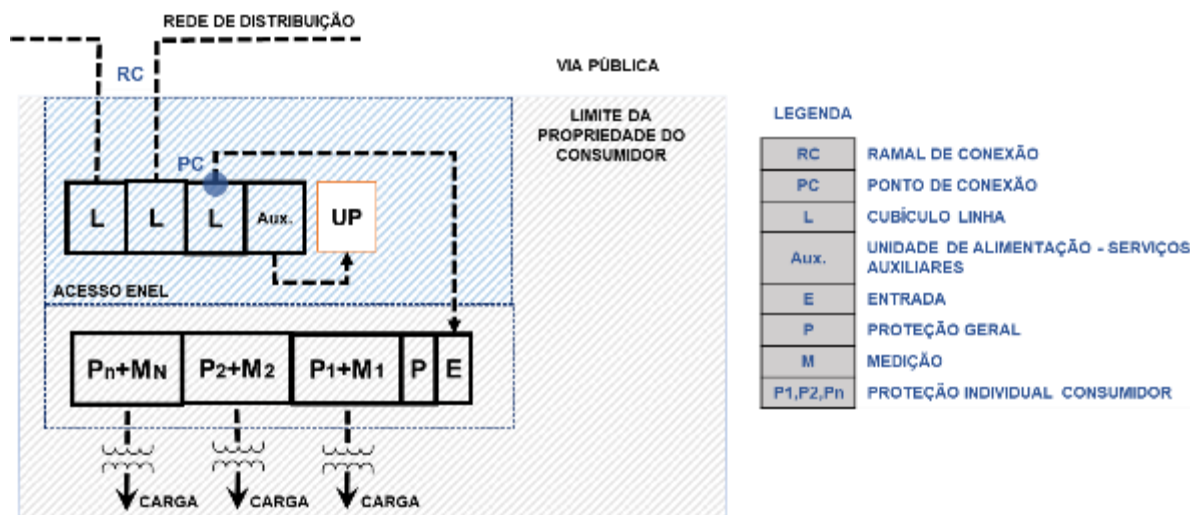 REDE DE DISTRIBUIÇÃO
RC
VIA PÚBLICA
LIMITE DA
PROPRIEDADE DO
CONSUMIDOR
PC
L
L
L
Aux.
UP
ACESSO ENEL
Pn+MN
P2+M2
P1+M1
P
E
CARGA
CARGA
CARGA
LEGENDA
RC RAMAL DE CONEXÃO
PC PONTO DE CONEXÃO
L CUBÍCULO LINHA
Aux. UNIDADE DE ALIMENTAÇÃO - SERVIÇOS
AUXILIARES
E ENTRADA
P PROTEÇÃO GERAL
M MEDIÇÃO
P1,P2,Pn PROTEÇÃO INDIVIDUAL CONSUMIDOR